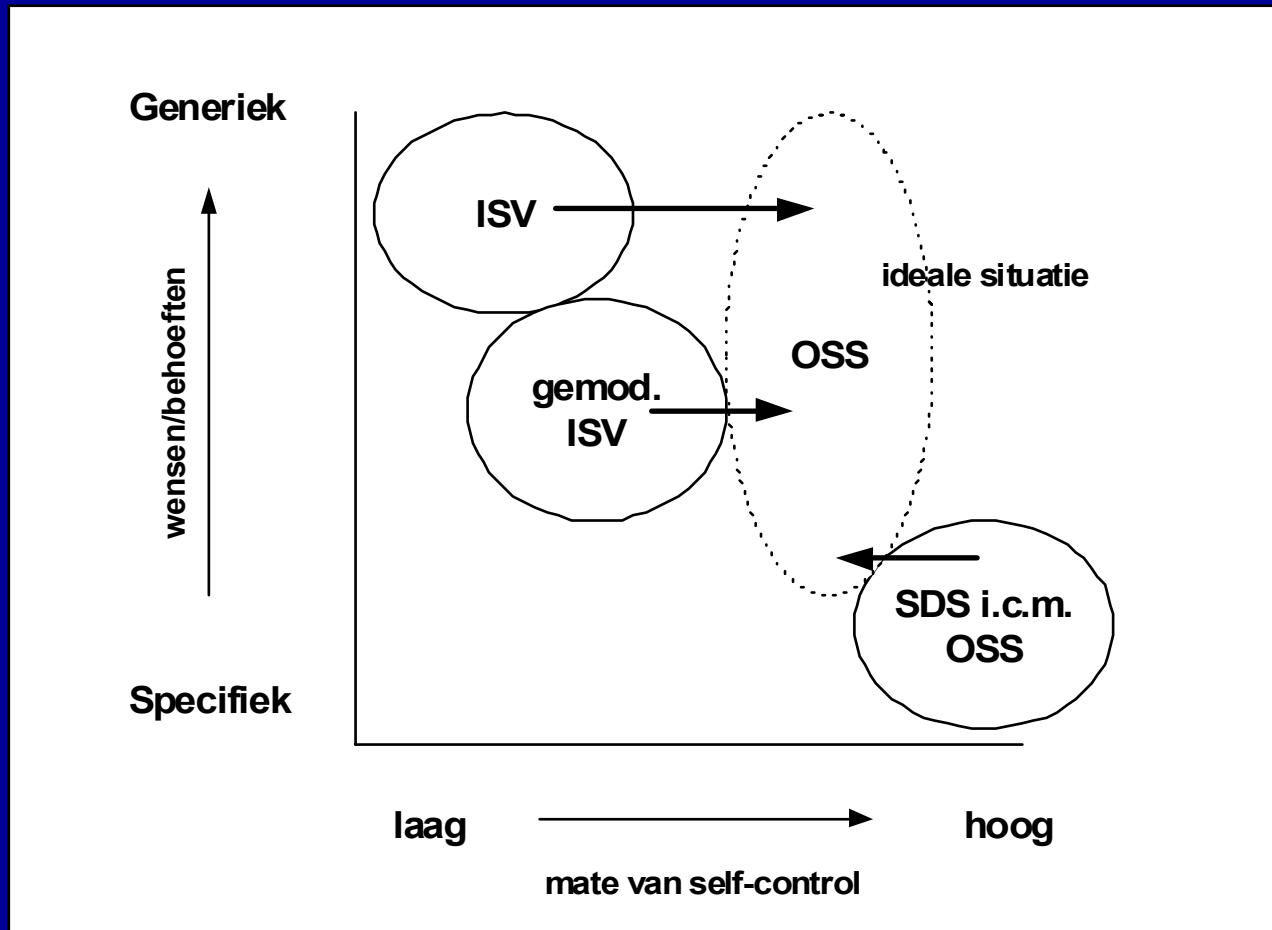 Generiek
ISV
ideale situatie
wensen/behoeften
OSS
gemod.
ISV
SDS i.c.m.
OSS
Specifiek
laag
hoog
mate van self-control